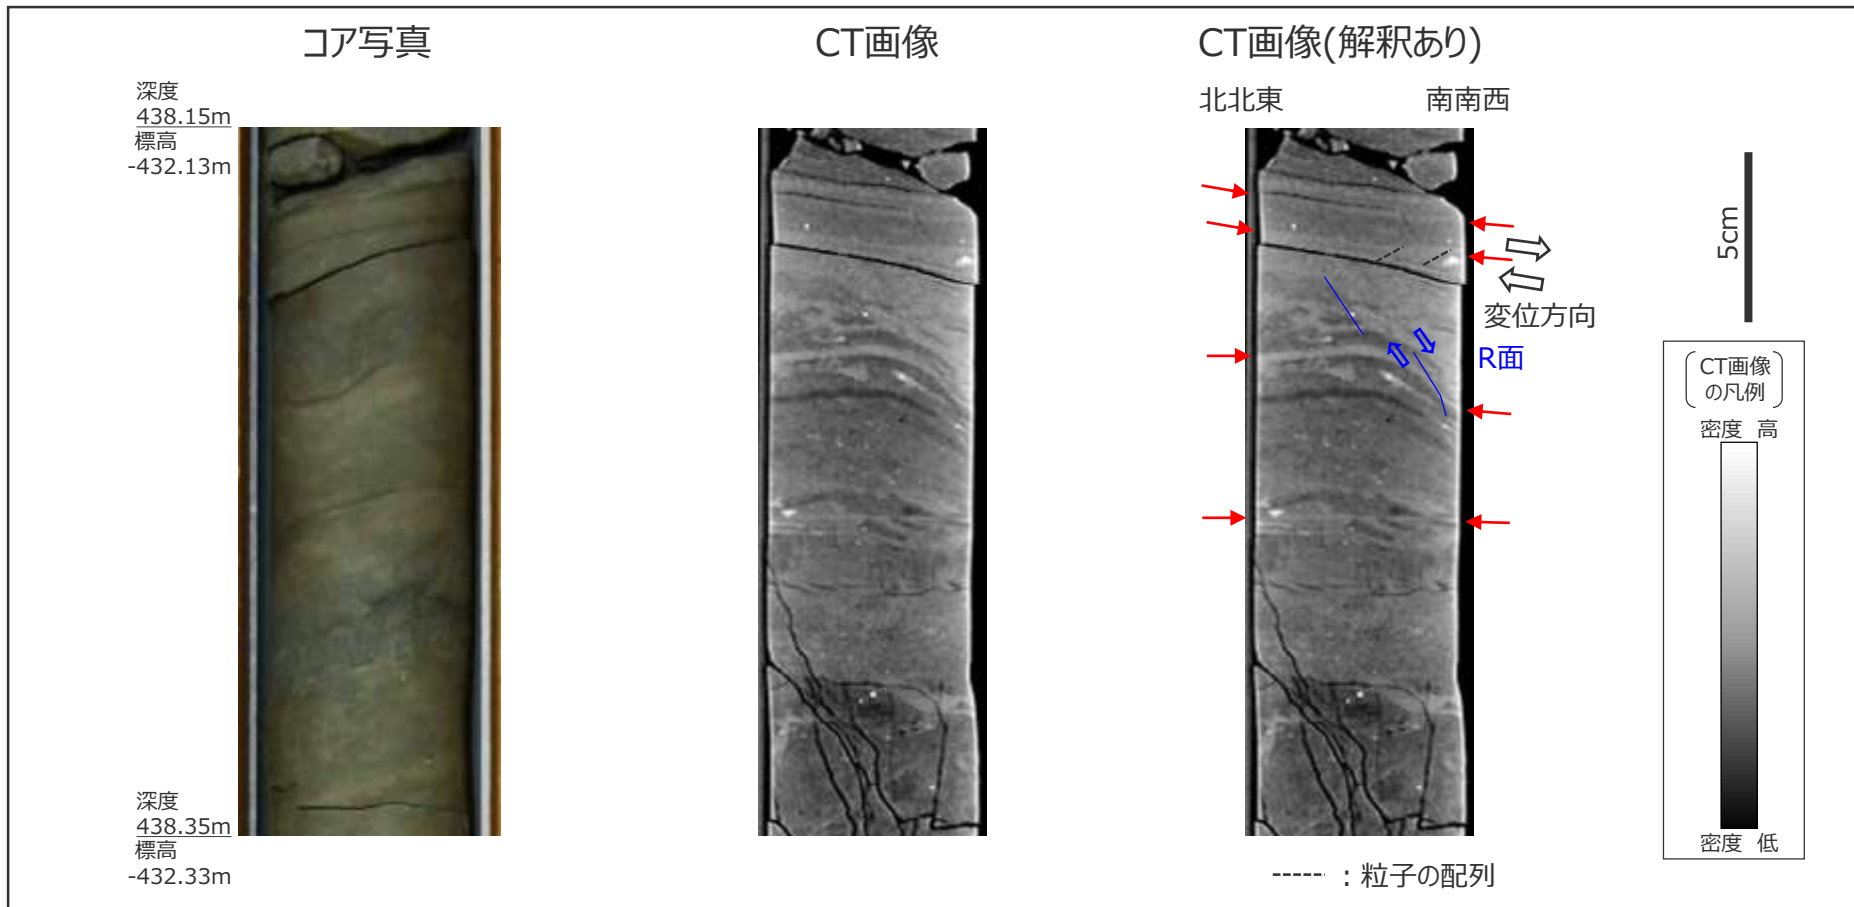 コア写真
CT画像
CT画像(解釈あり)
北北東
南南西
深度
438.15m
標高
-432.13m
5cm
変位方向
R面
CT画像
の凡例
密度 高
密度 低
深度
438.35m
標高
-432.33m
：粒子の配列